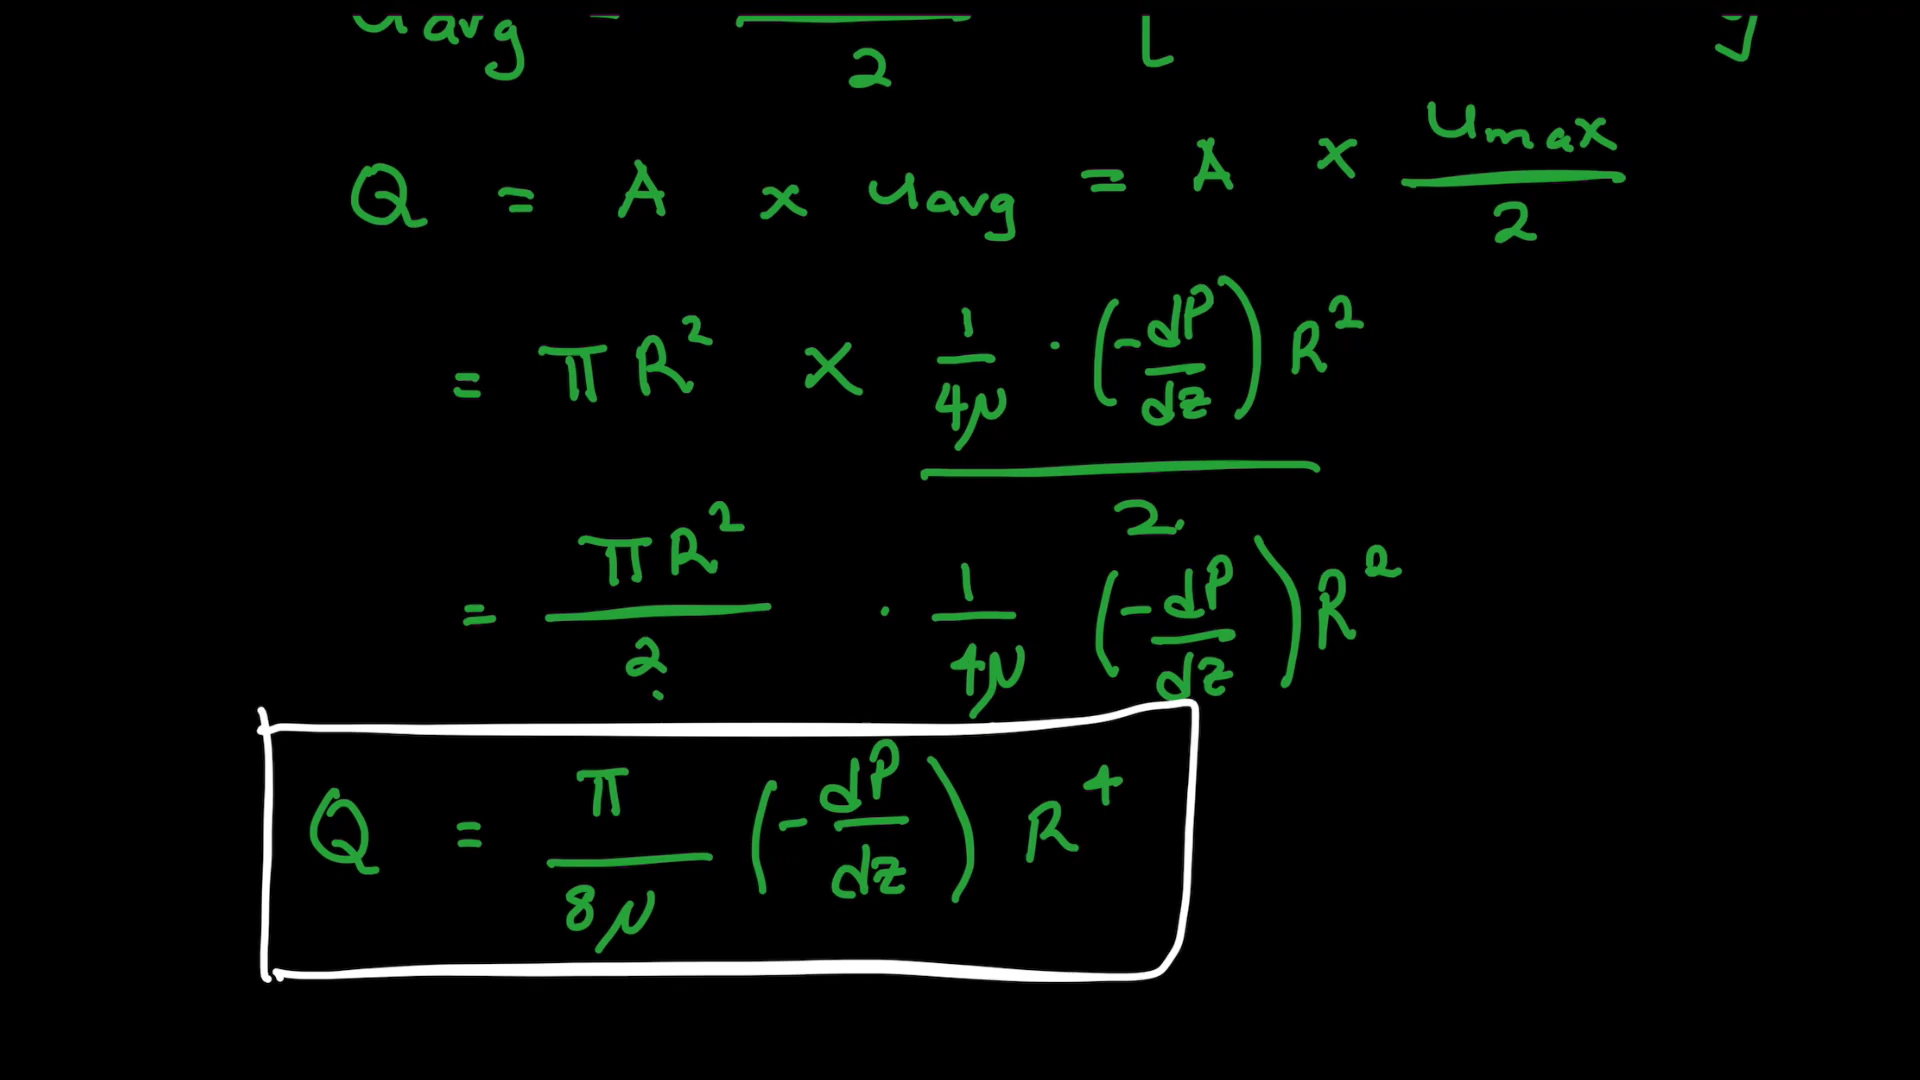 u avg = / 2 [ ]
Q = A × u avg = A × u max / 2
= π R² × 1/4μ · (-dP/dz) R² / 2
= π R² / 2 · 1/4μ (-dP/dz) R²
Q = π / 8μ (-dP/dz) R⁴